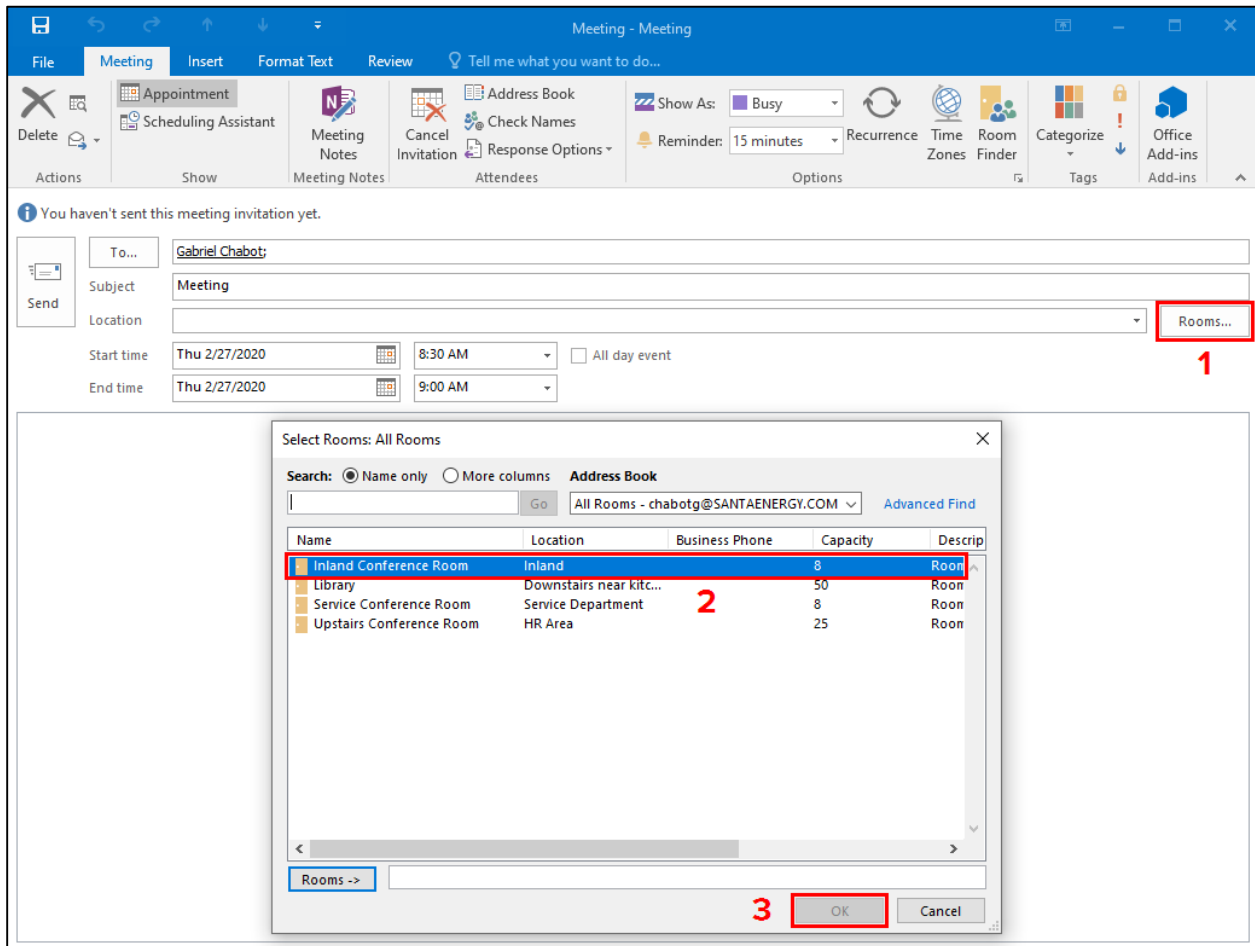 Meeting - Meeting
File Meeting Insert Format Text Review Tell me what you want to do...
Delete
Actions
Appointment
Scheduling Assistant
Show
Meeting
Notes
Meeting Notes
Cancel
Invitation
Address Book
Check Names
Response Options
Attendees
Show As: Busy
Reminder: 15 minutes
Recurrence
Time
Zones
Room
Finder
Options
Categorize
Tags
Office
Add-ins
Add-ins
You haven't sent this meeting invitation yet.
Send
To... Gabriel Chabot;
Subject Meeting
Location Rooms...
1
Start time Thu 2/27/2020 8:30 AM All day event
End time Thu 2/27/2020 9:00 AM
Select Rooms: All Rooms
Search: Name only More columns Address Book
Go All Rooms - chabotg@SANTAENERGY.COM Advanced Find
Name Location Business Phone Capacity Descrip
Inland Conference Room Inland 8 Room
Library Downstairs near kitc... 50 Room
2
Service Conference Room Service Department 8 Room
Upstairs Conference Room HR Area 25 Room
Rooms ->
3 OK Cancel